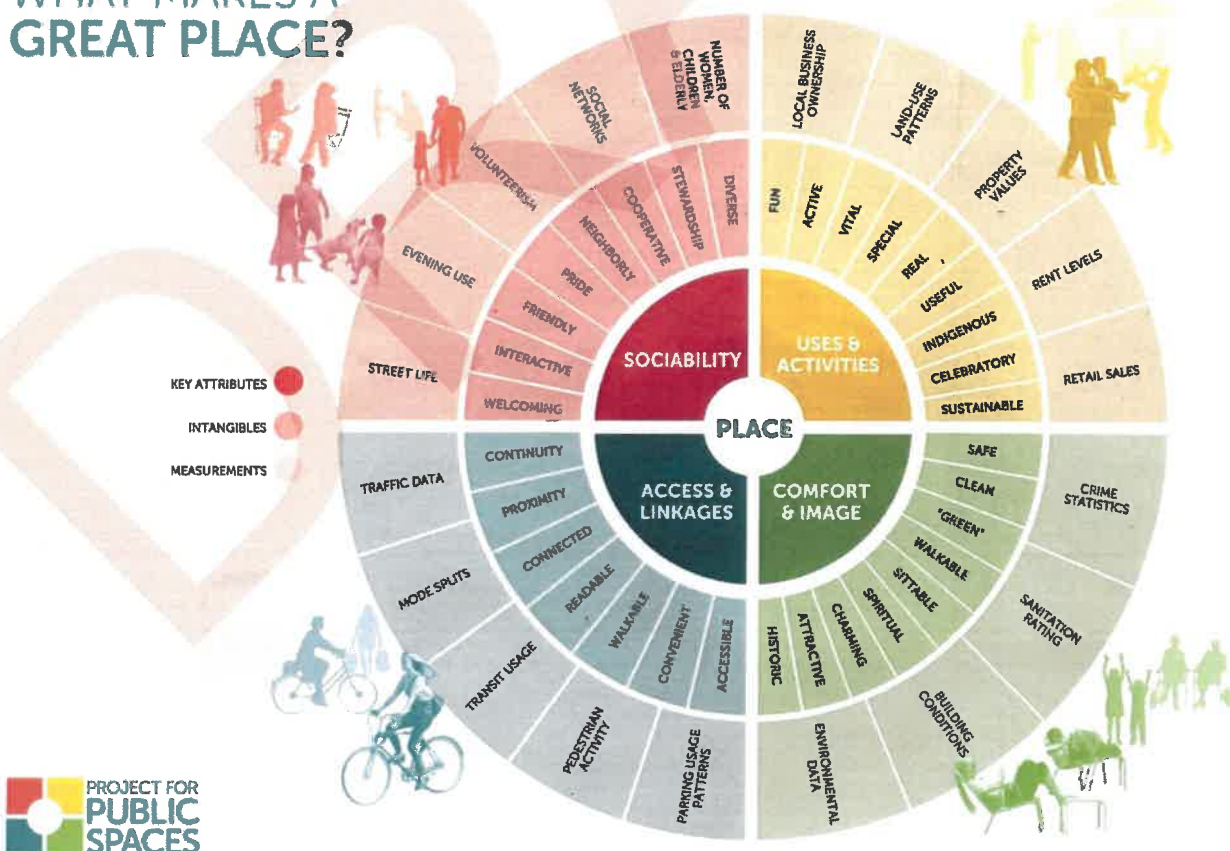 WHAT MAKES A
GREAT PLACE?
KEY ATTRIBUTES
INTANGIBLES
MEASUREMENTS
PLACE
SOCIABILITY
USES &
ACTIVITIES
ACCESS &
LINKAGES
COMFORT
& IMAGE
WELCOMING
INTERACTIVE
FRIENDLY
PRIDE
NEIGHBORLY
COOPERATIVE
STEWARDSHIP
DIVERSE
FUN
ACTIVE
VITAL
SPECIAL
REAL
USEFUL
INDIGENOUS
CELEBRATORY
SUSTAINABLE
SAFE
CLEAN
"GREEN"
WALKABLE
SITTABLE
SPIRITUAL
CHARMING
ATTRACTIVE
HISTORIC
ACCESSIBLE
CONVENIENT
WALKABLE
READABLE
CONNECTED
PROXIMITY
CONTINUITY
STREET LIFE
EVENING USE
VOLUNTEERISM
SOCIAL
NETWORKS
NUMBER OF
WOMEN,
CHILDREN
& ELDERLY
LOCAL BUSINESS
OWNERSHIP
LAND-USE
PATTERNS
PROPERTY
VALUES
RENT LEVELS
RETAIL SALES
CRIME
STATISTICS
SANITATION
RATING
BUILDING
CONDITIONS
ENVIRONMENTAL
DATA
PARKING USAGE
PATTERNS
PEDESTRIAN
ACTIVITY
TRANSIT USAGE
MODE SPLITS
TRAFFIC DATA
PROJECT FOR
PUBLIC
SPACES